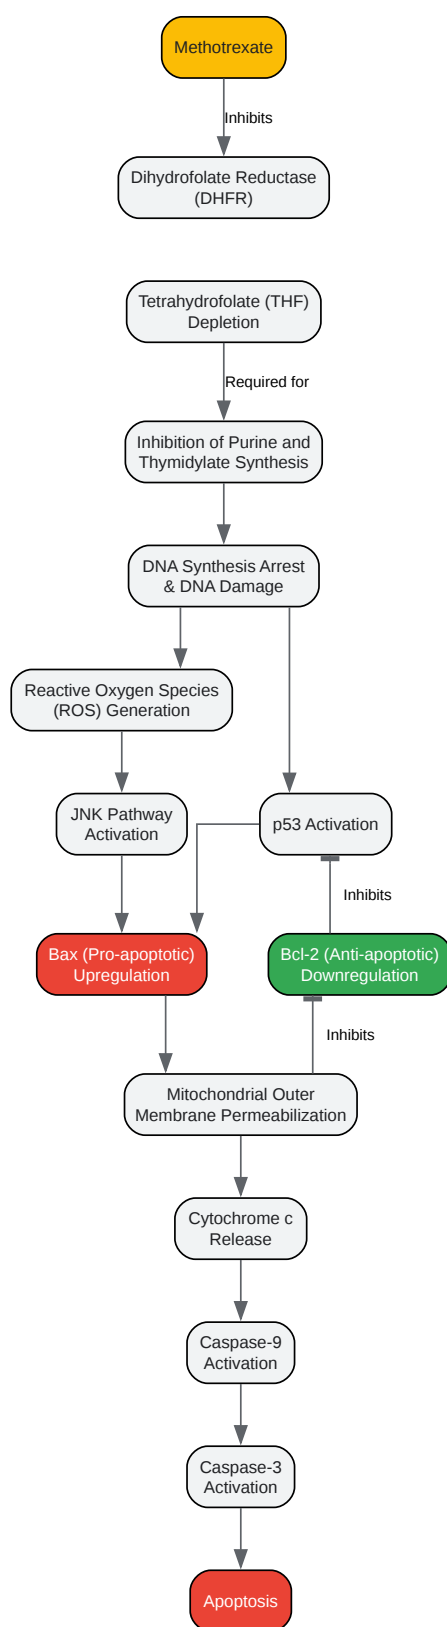 Methotrexate
Inhibits
Dihydrofolate Reductase
(DHFR)
Tetrahydrofolate (THF)
Depletion
Required for
Inhibition of Purine and
Thymidylate Synthesis
DNA Synthesis Arrest
& DNA Damage
Reactive Oxygen Species
(ROS) Generation
JNK Pathway
Activation
p53 Activation
Inhibits
Bax (Pro-apoptotic)
Upregulation
Bcl-2 (Anti-apoptotic)
Downregulation
Inhibits
Mitochondrial Outer
Membrane Permeabilization
Cytochrome c
Release
Caspase-9
Activation
Caspase-3
Activation
Apoptosis